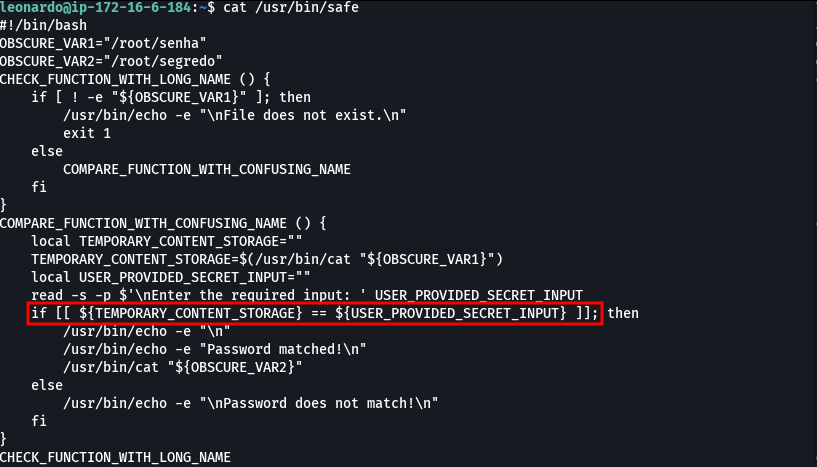 leonardo@ip-172-16-6-184:~$ cat /usr/bin/safe
#!/bin/bash
OBSCURE_VAR1="/root/senha"
OBSCURE_VAR2="/root/segredo"
CHECK_FUNCTION_WITH_LONG_NAME () {
    if [ ! -e "${OBSCURE_VAR1}" ]; then
        /usr/bin/echo -e "\nFile does not exist.\n"
        exit 1
    else
        COMPARE_FUNCTION_WITH_CONFUSING_NAME
    fi
}
COMPARE_FUNCTION_WITH_CONFUSING_NAME () {
    local TEMPORARY_CONTENT_STORAGE=""
    TEMPORARY_CONTENT_STORAGE=$(/usr/bin/cat "${OBSCURE_VAR1}")
    local USER_PROVIDED_SECRET_INPUT=""
    read -s -p $'\nEnter the required input: ' USER_PROVIDED_SECRET_INPUT
    if [[ ${TEMPORARY_CONTENT_STORAGE} == ${USER_PROVIDED_SECRET_INPUT} ]]; then
        /usr/bin/echo -e "\n"
        /usr/bin/echo -e "Password matched!\n"
        /usr/bin/cat "${OBSCURE_VAR2}"
    else
        /usr/bin/echo -e "\nPassword does not match!\n"
    fi
}
CHECK_FUNCTION_WITH_LONG_NAME